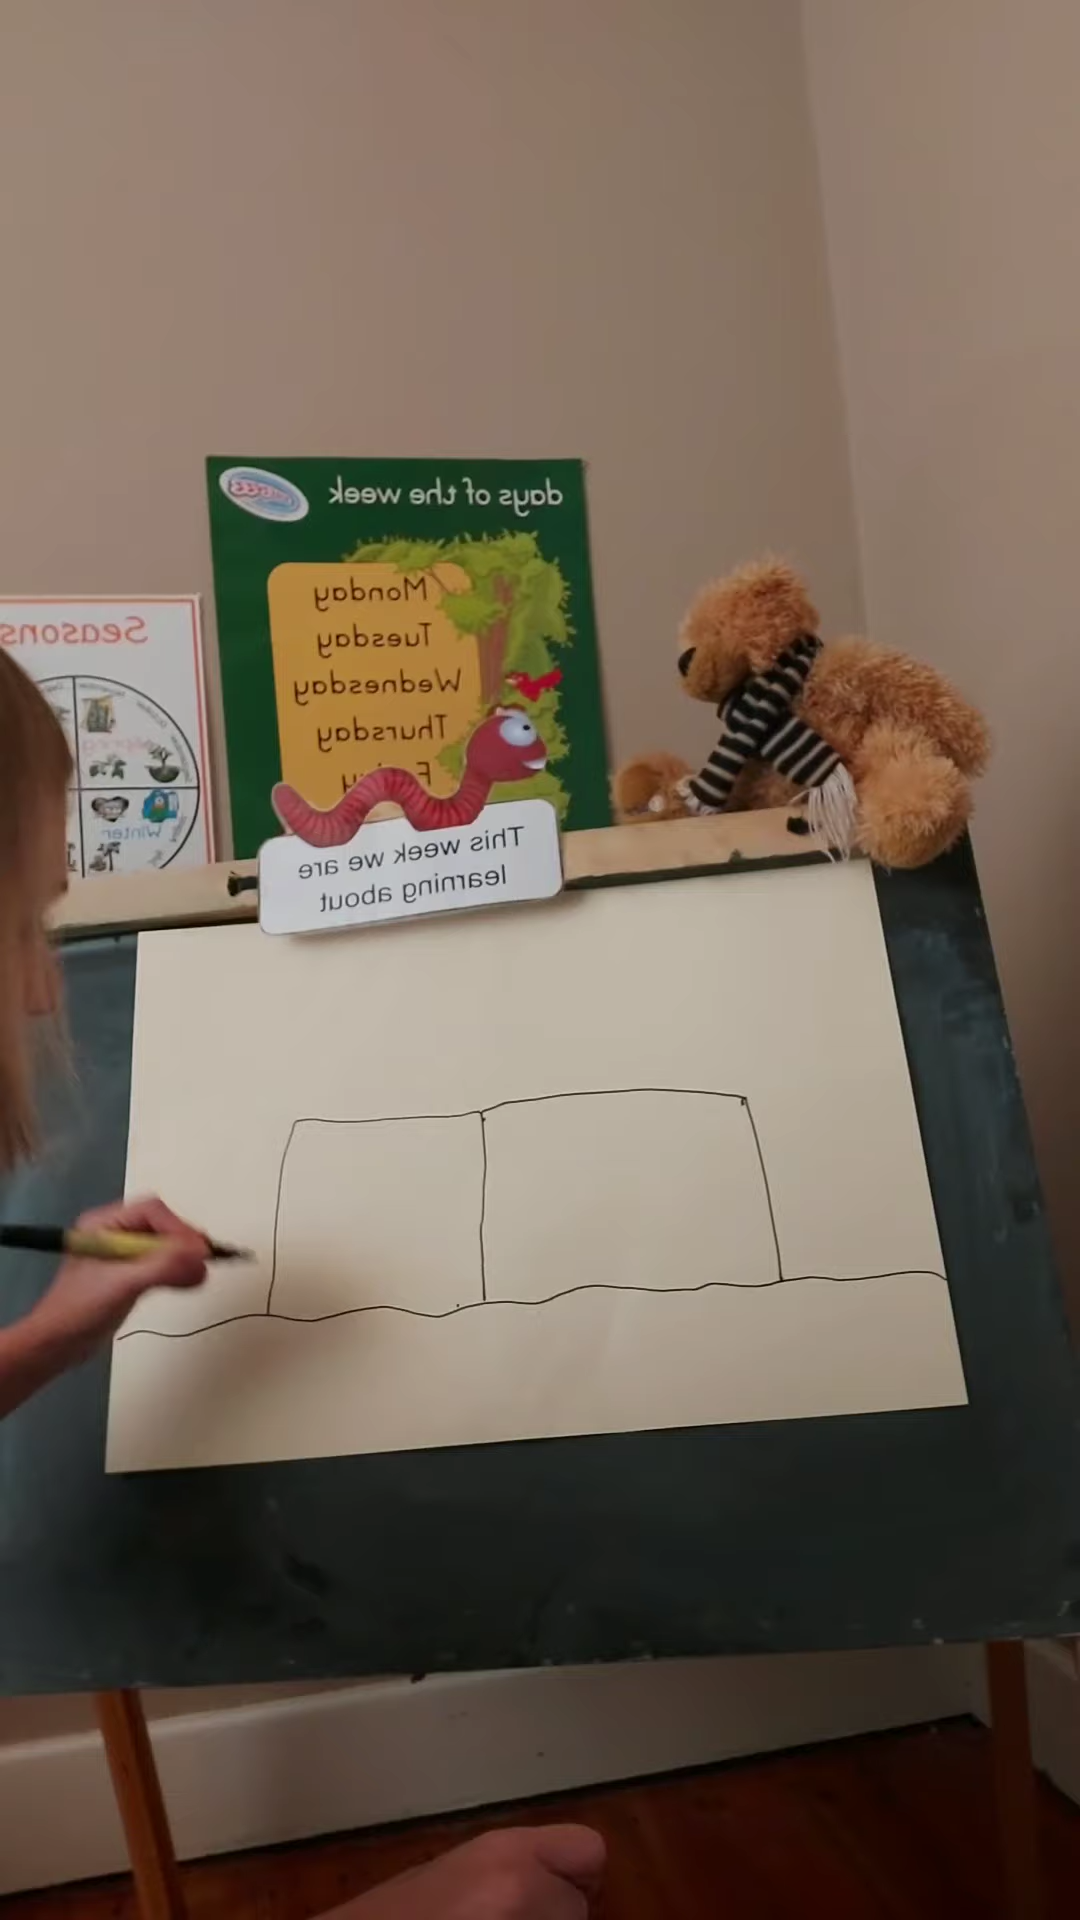 days of the week
Monday
Tuesday
Wednesday
Thursday
This week we are
learning about
Seasons
Winter